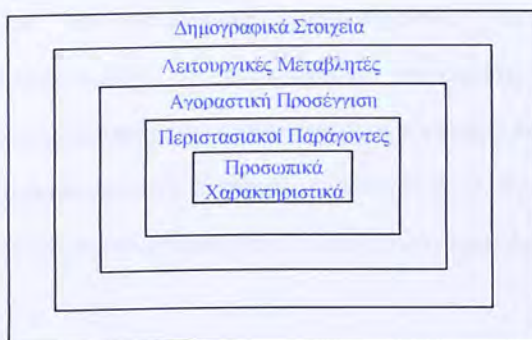 Δημογραφικά Στοιχεία
Λειτουργικές Μεταβλητές
Αγοραστική Προσέγγιση
Περιστασιακοί Παράγοντες
Προσωπικά
Χαρακτηριστικά